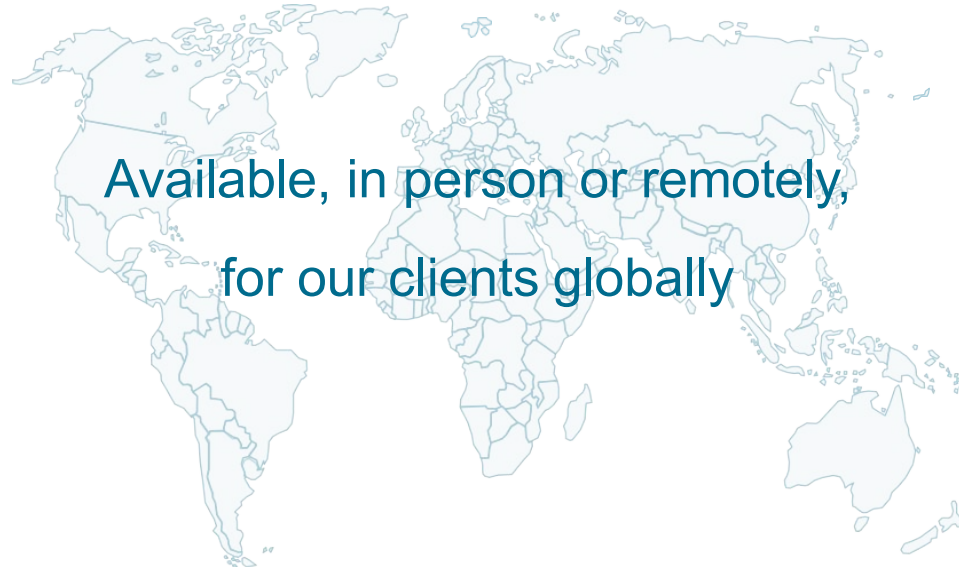 Available, in person or remotely,
for our clients globally